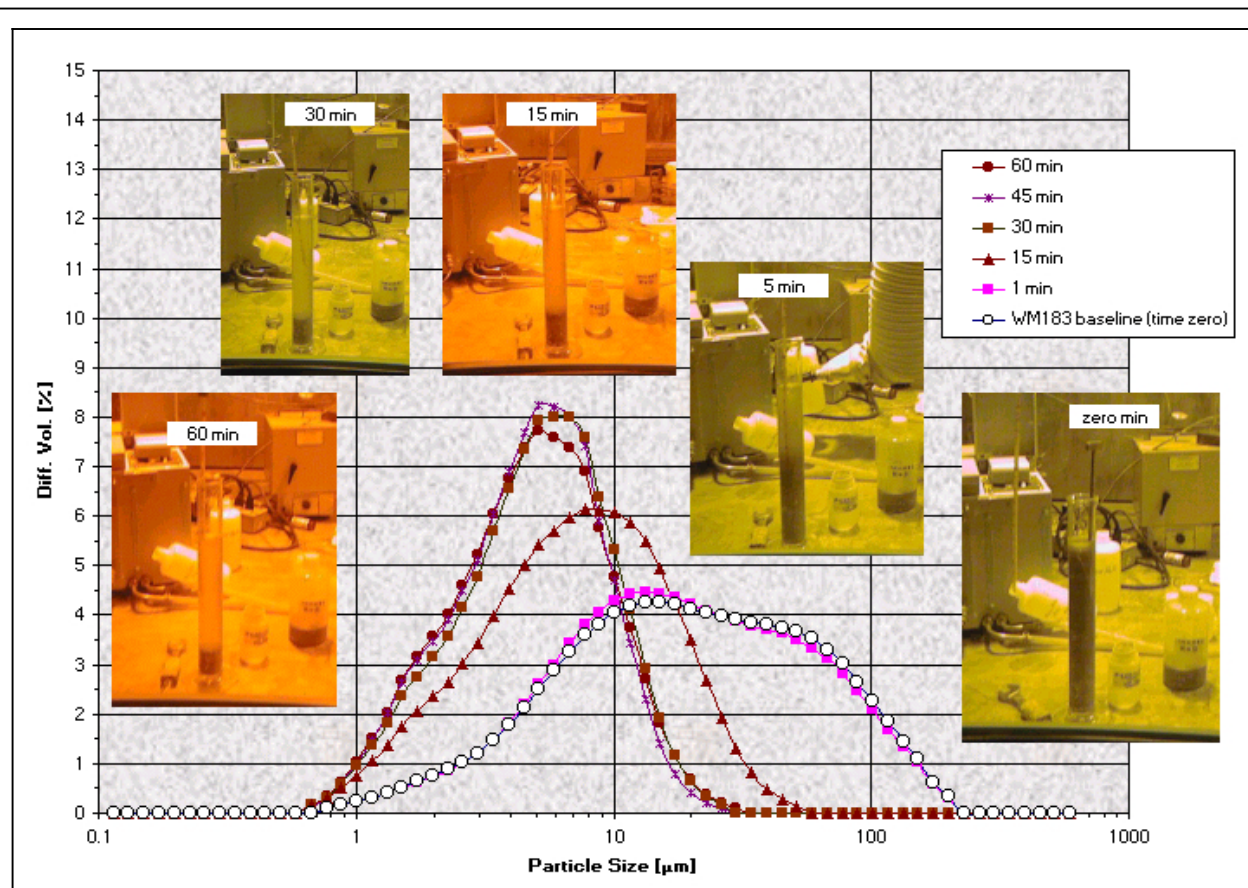 15
14
13
12
11
10
9
8
7
6
5
4
3
2
1
0
Diff. Vol. [%]
30 min
15 min
5 min
60 min
zero min
60 min
45 min
30 min
15 min
1 min
WM183 baseline (time zero)
0.1 1 10 100 1000
Particle Size [µm]